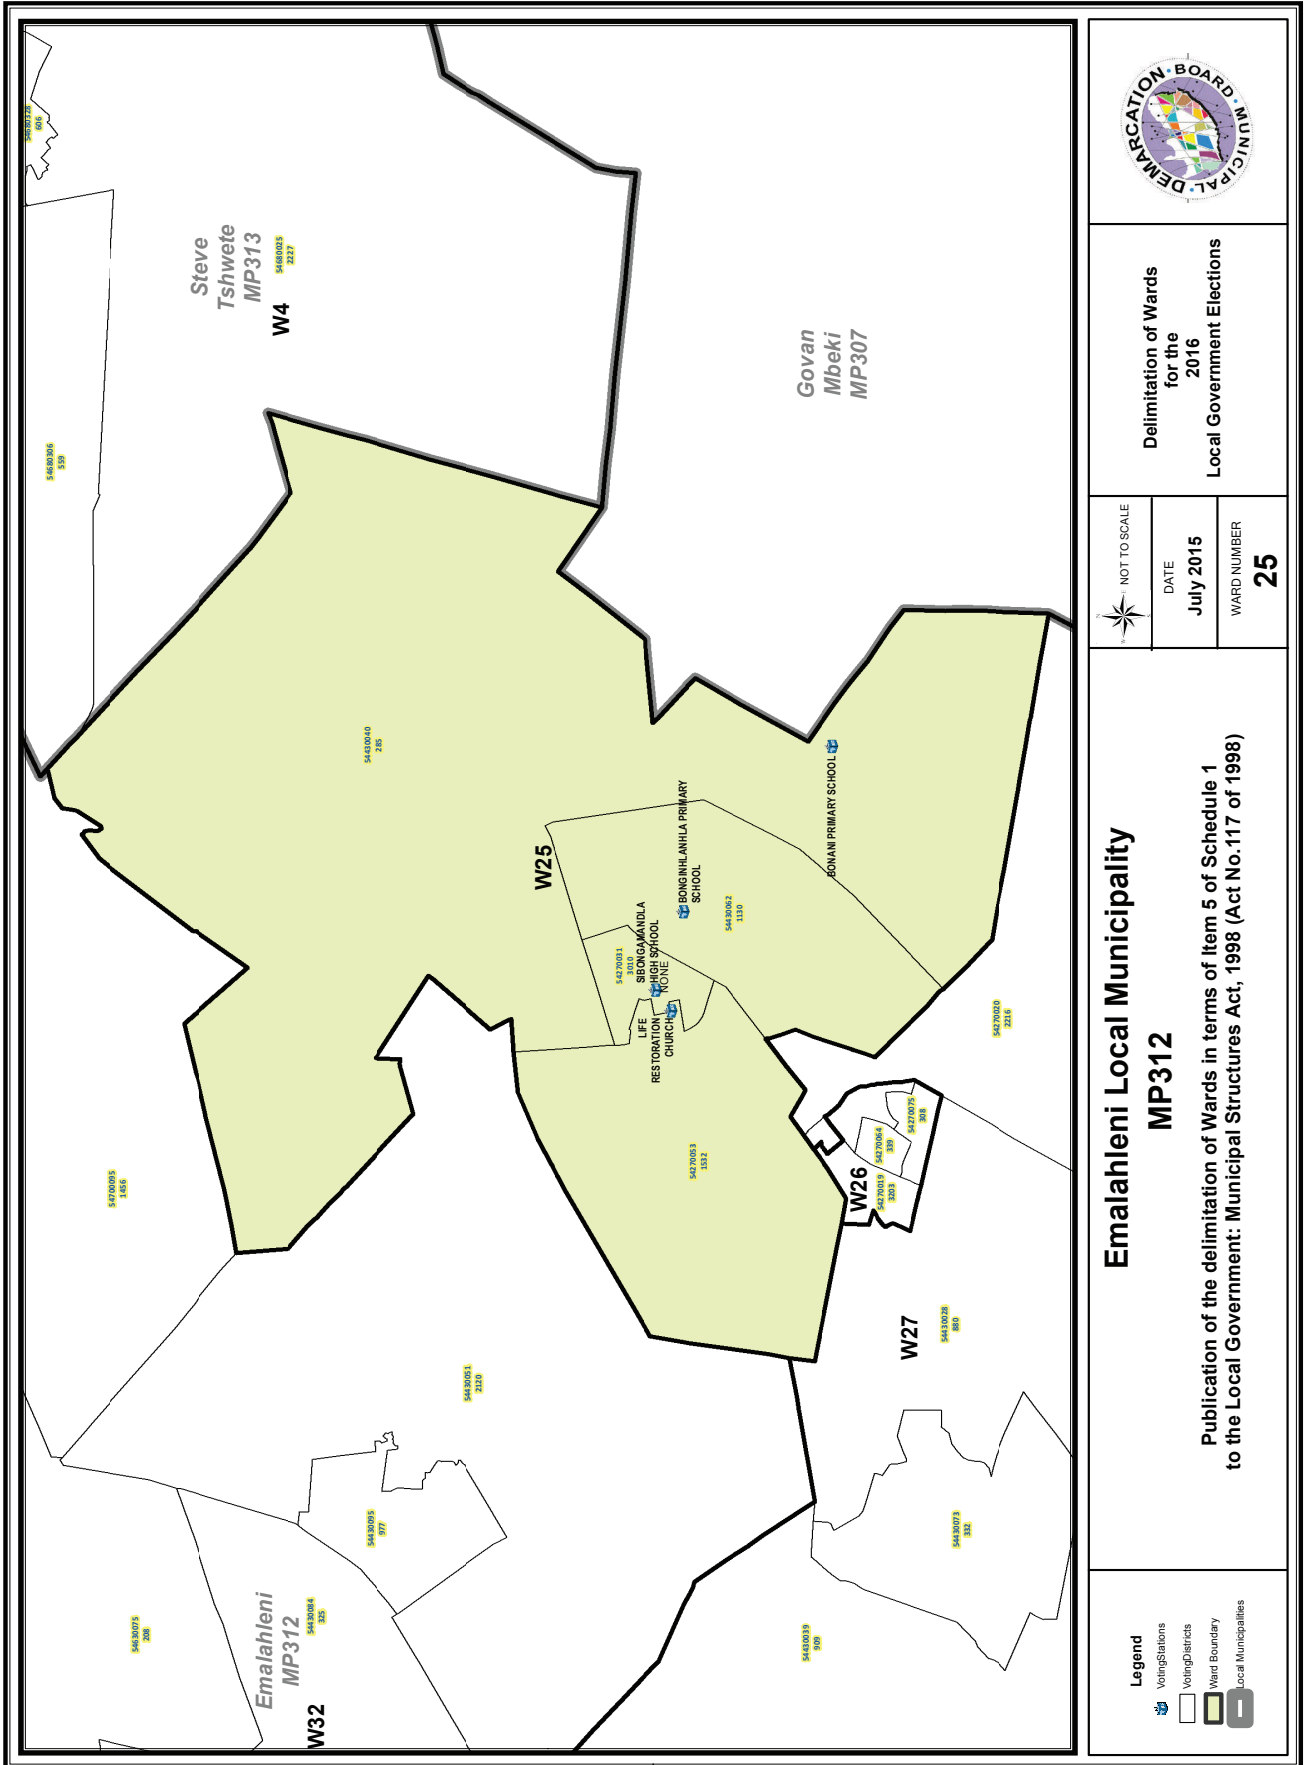 54680328
606
Steve
Tshwete
MP313
54680025
2227
W4
54680306
559
Govan
Mbeki
MP307
54430040
285
W25
BONGINHLANHLA PRIMARY
SCHOOL
BONANI PRIMARY SCHOOL
54430062
1130
54270031
3010
SIBONGAMANDLA
HIGH SCHOOL
NONE
LIFE
RESTORATION
CHURCH
54270020
2216
54270053
1532
54270075
308
54270064
339
W26
54270019
3203
54700095
1456
W27
54430028
880
54430051
2120
54430095
977
54430073
332
54630075
208
Emalahleni
MP312
54430084
325
W32
54430039
909
Legend
VotingStations
VotingDistricts
Ward Boundary
Local Municipalities
Emalahleni Local Municipality
MP312
Publication of the delimitation of Wards in terms of Item 5 of Schedule 1
to the Local Government: Municipal Structures Act, 1998 (Act No.117 of 1998)
N
W
E
S
NOT TO SCALE
DATE
July 2015
WARD NUMBER
25
Delimitation of Wards
for the
2016
Local Government Elections
MUNICIPAL · DEMARCATION · BOARD ·